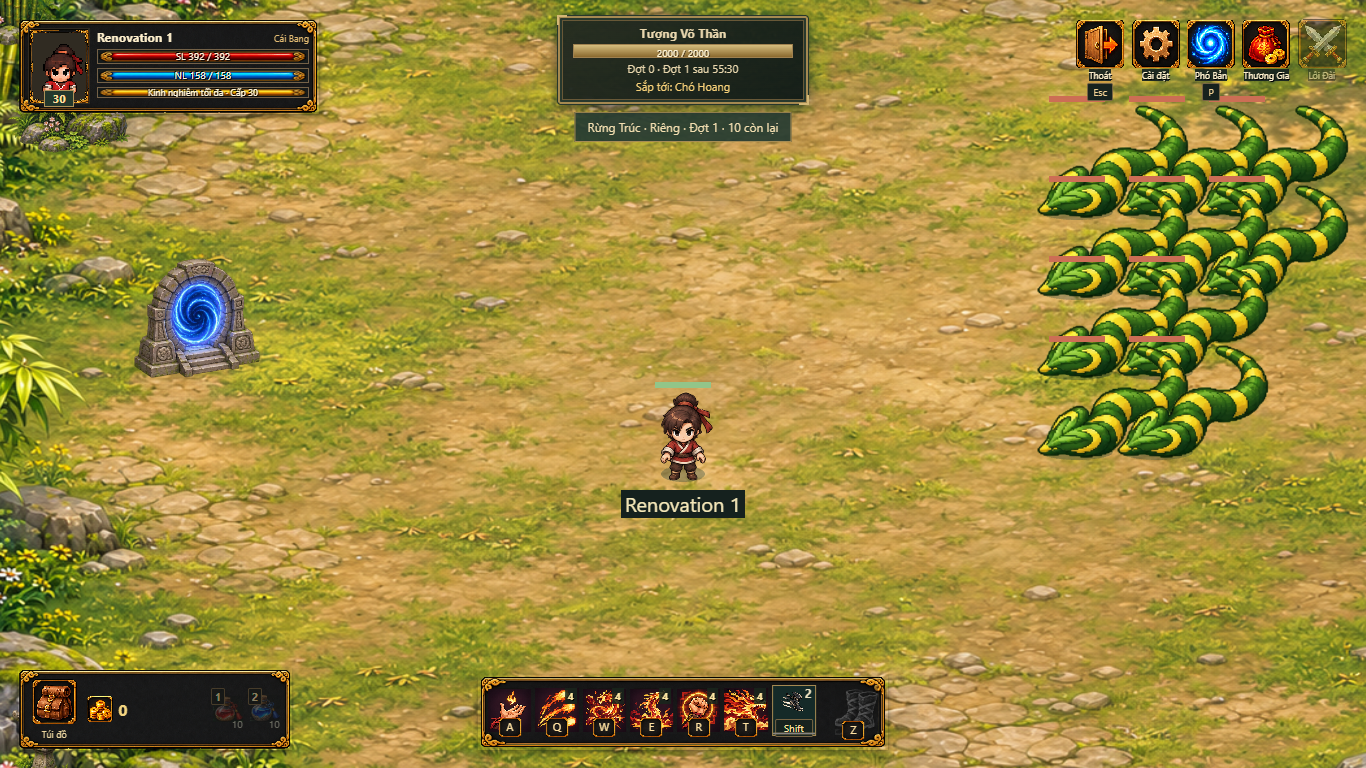 Renovation 1
Cái Bang
SL 392 / 392
NL 158 / 158
Kinh nghiệm tối đa · Cấp 30
30
Tượng Võ Thần
2000 / 2000
Đợt 0 · Đợt 1 sau 55:30
Sắp tới: Chó Hoang
Rừng Trúc · Riêng · Đợt 1 · 10 còn lại
Thoát
Cài đặt
Phó Bản
Thương Gia
Lôi Đài
Esc
P
Renovation 1
Túi đồ
0
1
10
2
10
A
4
Q
4
W
4
E
4
R
4
T
2
Shift
Z
Renovation 1